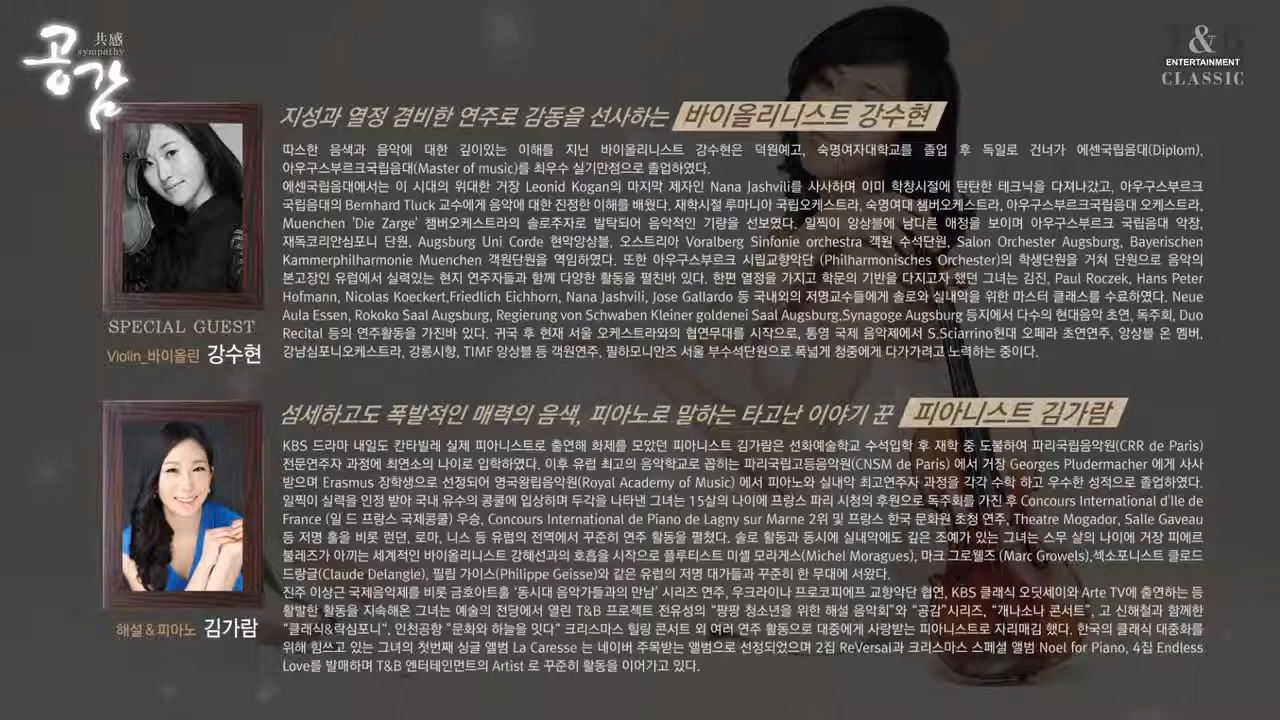 공감
共感
sympathy
&
ENTERTAINMENT
CLASSIC
지성과 열정 겸비한 연주로 감동을 선사하는 바이올리니스트 강수현
따스한 음색과 음악에 대한 깊이있는 이해를 지닌 바이올리니스트 강수현은 덕원예고, 숙명여자대학교를 졸업 후 독일로 건너가 에센국립음대(Diplom),
아우구스부르크국립음대(Master of music)를 최우수 실기만점으로 졸업하였다.
에센국립음대에서는 이 시대의 위대한 거장 Leonid Kogan의 마지막 제자인 Nana Jashvili를 사사하며 이미 학창시절에 탄탄한 테크닉을 다져나갔고, 아우구스부르크
국립음대의 Bernhard Tluck 교수에게 음악에 대한 진정한 이해를 배웠다. 재학시절 루마니아 국립오케스트라, 숙명여대 챔버오케스트라, 아우구스부르크국립음대 오케스트라,
Muenchen 'Die Zarge' 챔버오케스트라의 솔로주자로 발탁되어 음악적인 기량을 선보였다. 일찍이 앙상블에 남다른 애정을 보이며 아우구스부르크 국립음대 악장,
재독코리안심포니 단원, Augsburg Uni Corde 현악앙상블, 오스트리아 Voralberg Sinfonie orchestra 객원 수석단원, Salon Orchester Augsburg, Bayerischen
Kammerphilharmonie Muenchen 객원단원을 역임하였다. 또한 아우구스부르크 시립교향악단 (Philharmonisches Orchester)의 학생단원을 거쳐 단원으로 음악의
본고장인 유럽에서 실력있는 현지 연주자들과 함께 다양한 활동을 펼친바 있다. 한편 열정을 가지고 학문의 기반을 다지고자 했던 그녀는 김진, Paul Roczek, Hans Peter
Hofmann, Nicolas Koeckert,Friedlich Eichhorn, Nana Jashvili, Jose Gallardo 등 국내외의 저명교수들에게 솔로와 실내악을 위한 마스터 클래스를 수료하였다. Neue
Aula Essen, Rokoko Saal Augsburg, Regierung von Schwaben Kleiner goldenei Saal Augsburg,Synagoge Augsburg 등지에서 다수의 현대음악 초연, 독주회, Duo
Recital 등의 연주활동을 가진바 있다. 귀국 후 현재 서울 오케스트라와의 협연무대를 시작으로, 통영 국제 음악제에서 S.Sciarrino현대 오페라 초연연주, 앙상블 온 멤버,
강남심포니오케스트라, 강릉시향, TIMF 앙상블 등 객원연주, 필하모니안즈 서울 부수석단원으로 폭넓게 청중에게 다가가려고 노력하는 중이다.
SPECIAL GUEST
Violin_바이올린 강수현
섬세하고도 폭발적인 매력의 음색, 피아노로 말하는 타고난 이야기 꾼 피아니스트 김가람
KBS 드라마 내일도 칸타빌레 실제 피아니스트로 출연해 화제를 모았던 피아니스트 김가람은 선화예술학교 수석입학 후 재학 중 도불하여 파리국립음악원(CRR de Paris)
전문연주자 과정에 최연소의 나이로 입학하였다. 이후 유럽 최고의 음악학교로 꼽히는 파리국립고등음악원(CNSM de Paris) 에서 거장 Georges Pludermacher 에게 사사
받으며 Erasmus 장학생으로 선정되어 영국왕립음악원(Royal Academy of Music) 에서 피아노와 실내악 최고연주자 과정을 각각 수학 하고 우수한 성적으로 졸업하였다.
일찍이 실력을 인정 받아 국내 유수의 콩쿨에 입상하며 두각을 나타낸 그녀는 15살의 나이에 프랑스 파리 시청의 후원으로 독주회를 가진 후 Concours International d'Ile de
France (일 드 프랑스 국제콩쿨) 우승, Concours International de Piano de Lagny sur Marne 2위 및 프랑스 한국 문화원 초청 연주, Theatre Mogador, Salle Gaveau
등 저명 홀을 비롯 런던, 로마, 니스 등 유럽의 전역에서 꾸준히 연주 활동을 펼쳤다. 솔로 활동과 동시에 실내악에도 깊은 조예가 있는 그녀는 스무 살의 나이에 거장 피에르
불레즈가 아끼는 세계적인 바이올리니스트 강혜선과의 호흡을 시작으로 플루티스트 미셸 모라게스(Michel Moragues), 마크 그로웰즈 (Marc Growels),섹소포니스트 클로드
드랑글(Claude Delangle), 필립 가이스(Philippe Geisse)와 같은 유럽의 저명 대가들과 꾸준히 한 무대에 서왔다.
진주 이상근 국제음악제를 비롯 금호아트홀 '동시대 음악가들과의 만남' 시리즈 연주, 우크라이나 프로코피에프 교향악단 협연, KBS 클래식 오딧세이와 Arte TV에 출연하는 등
활발한 활동을 지속해온 그녀는 예술의 전당에서 열린 T&B 프로젝트 전유성의 "팡팡 청소년을 위한 해설 음악회"와 "공감"시리즈, "개나소나 콘서트", 고 신해철과 함께한
"클래식&락심포니", 인천공항 "문화와 하늘을 잇다" 크리스마스 힐링 콘서트 외 여러 연주 활동으로 대중에게 사랑받는 피아니스트로 자리매김 했다. 한국의 클래식 대중화를
위해 힘쓰고 있는 그녀의 첫번째 싱글 앨범 La Caresse 는 네이버 주목받는 앨범으로 선정되었으며 2집 ReVersal과 크리스마스 스페셜 앨범 Noel for Piano, 4집 Endless
Love를 발매하며 T&B 엔터테인먼트의 Artist 로 꾸준히 활동을 이어가고 있다.
해설 & 피아노 김가람